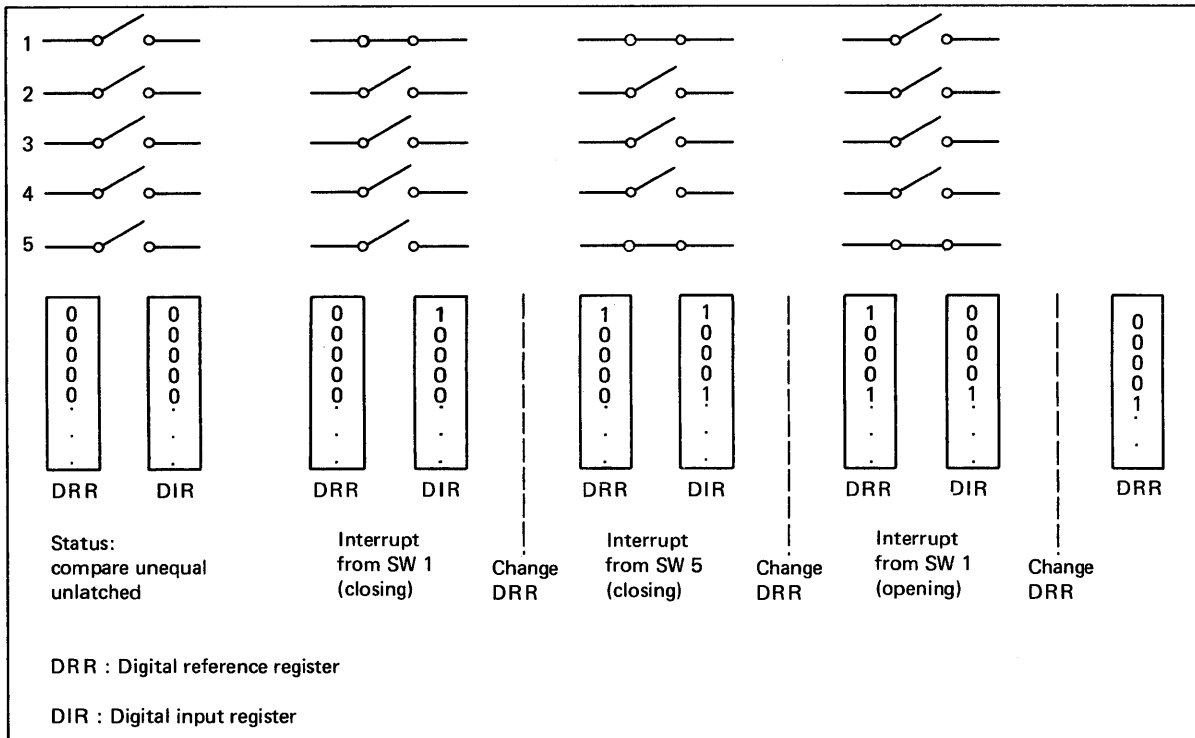 1
2
3
4
5
0 0 0 1 1 1 1 0 0
0 0 0 0 0 0 0 0 0
0 0 0 0 0 0 0 0 0
0 0 0 0 0 0 0 0 0
0 0 0 0 0 1 1 1 1
. . . . . . . . .
. . . . . . . . .
. . . . . . . .
DRR DIR DRR DIR DRR DIR DRR DIR DRR
Status:
compare unequal
unlatched
Interrupt
from SW 1
(closing)
Change
DRR
Interrupt
from SW 5
(closing)
Change
DRR
Interrupt
from SW 1
(opening)
Change
DRR
DRR : Digital reference register
DIR : Digital input register